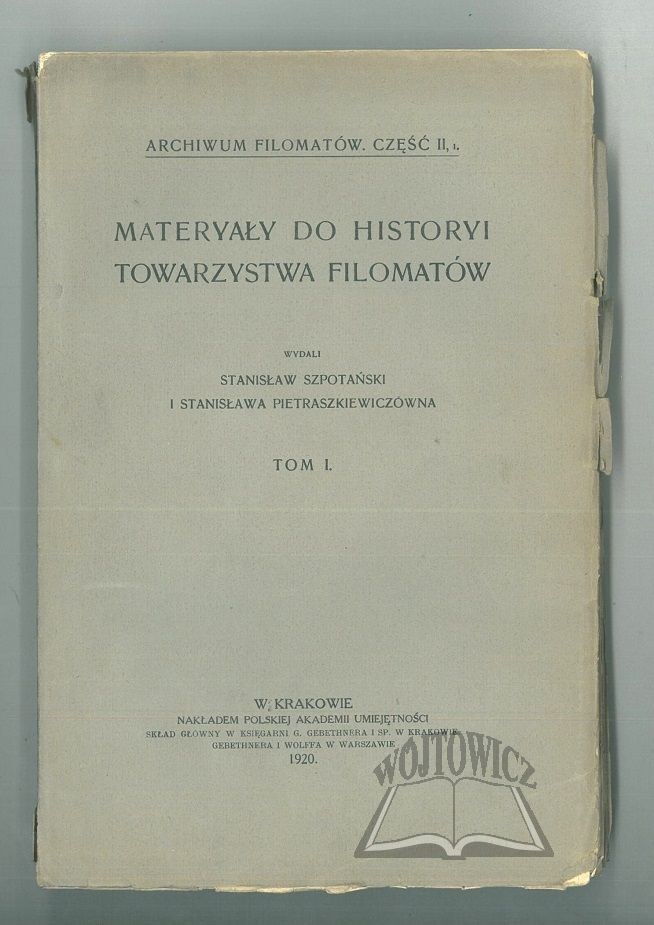 ARCHIWUM FILOMATÓW. CZĘŚĆ II, 1.
MATERYAŁY DO HISTORYI
TOWARZYSTWA FILOMATÓW
WYDALI
STANISŁAW SZPOTAŃSKI
I STANISŁAWA PIETRASZKIEWICZÓWNA
TOM I.
W KRAKOWIE
NAKŁADEM POLSKIEJ AKADEMII UMIEJĘTNOŚCI
SKŁAD GŁÓWNY W KSIĘGARNI G. GEBETHNERA I SP. W KRAKOWIE,
GEBETHNERA I WOLFFA W WARSZAWIE
1920.
WÓJTOWICZ